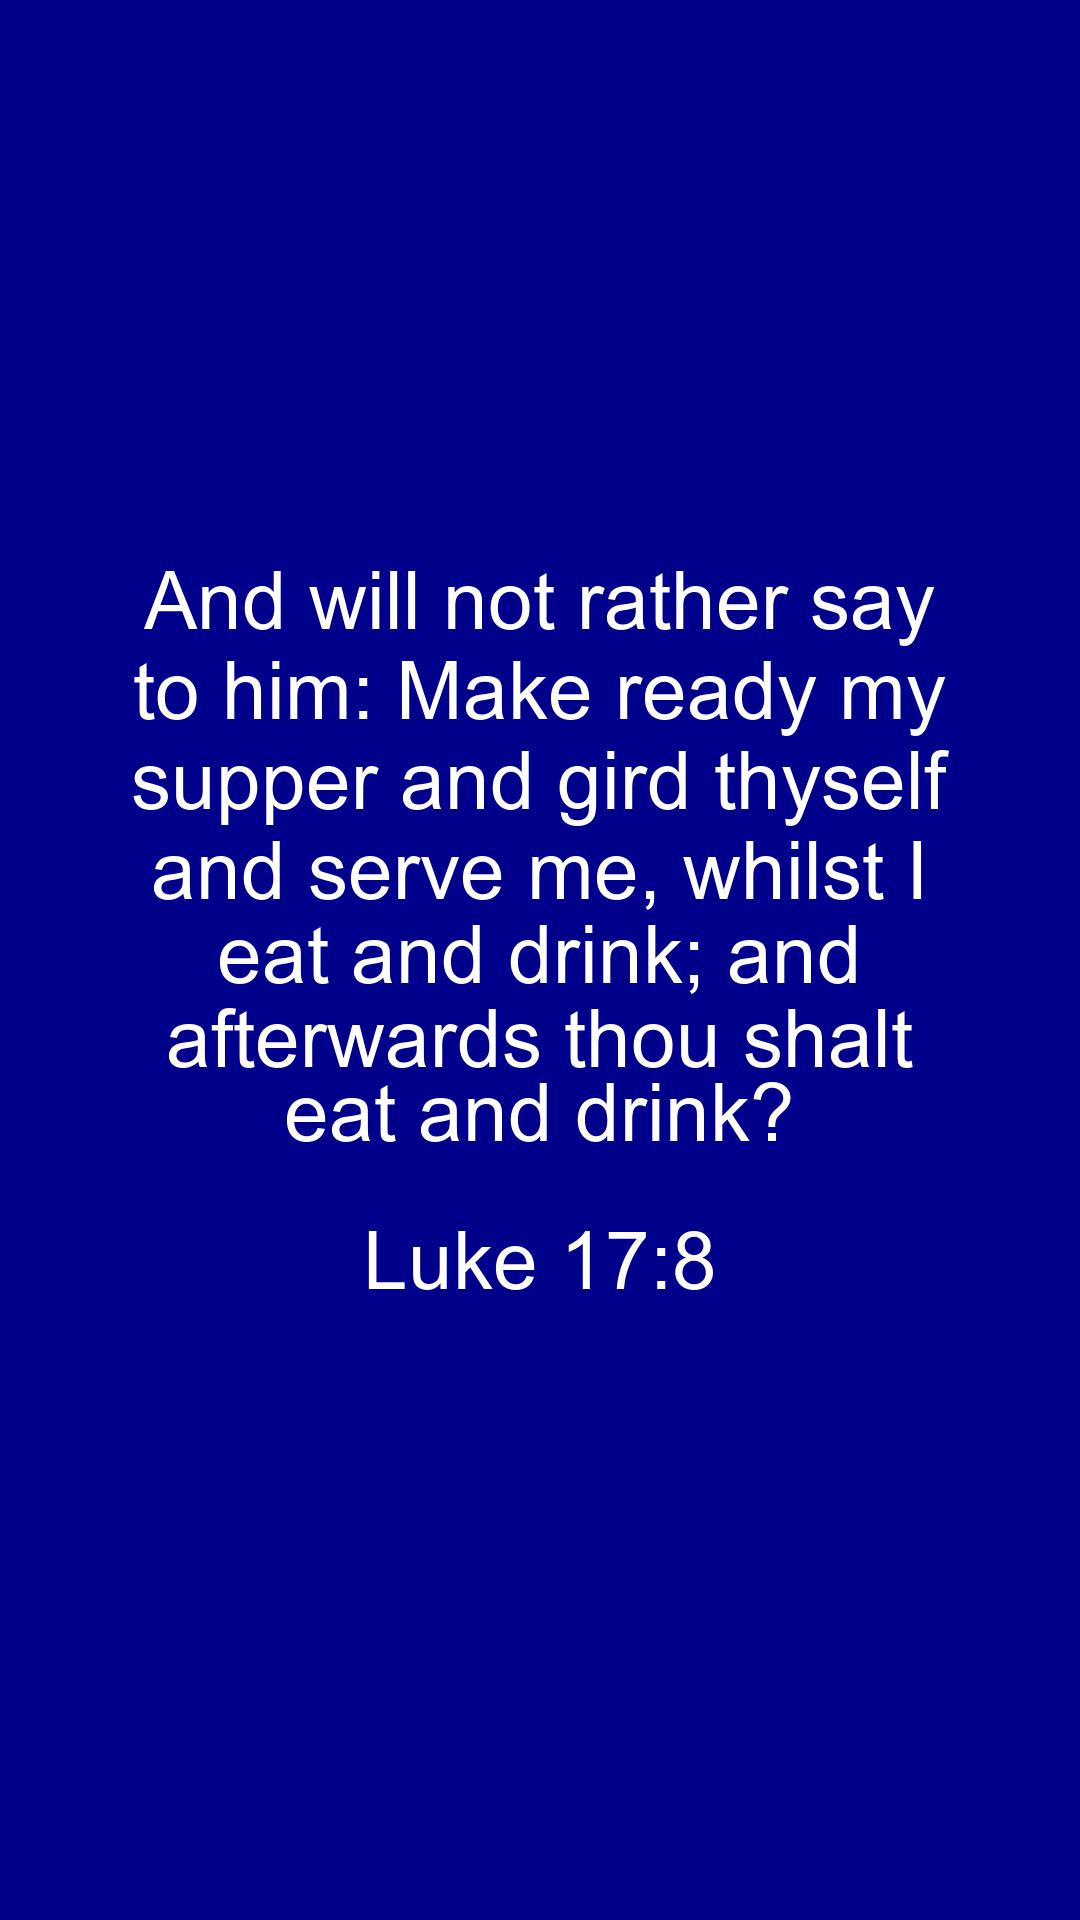 And will not rather say
to him: Make ready my
supper and gird thyself
and serve me, whilst I
eat and drink; and
afterwards thou shalt
eat and drink?
Luke 17:8